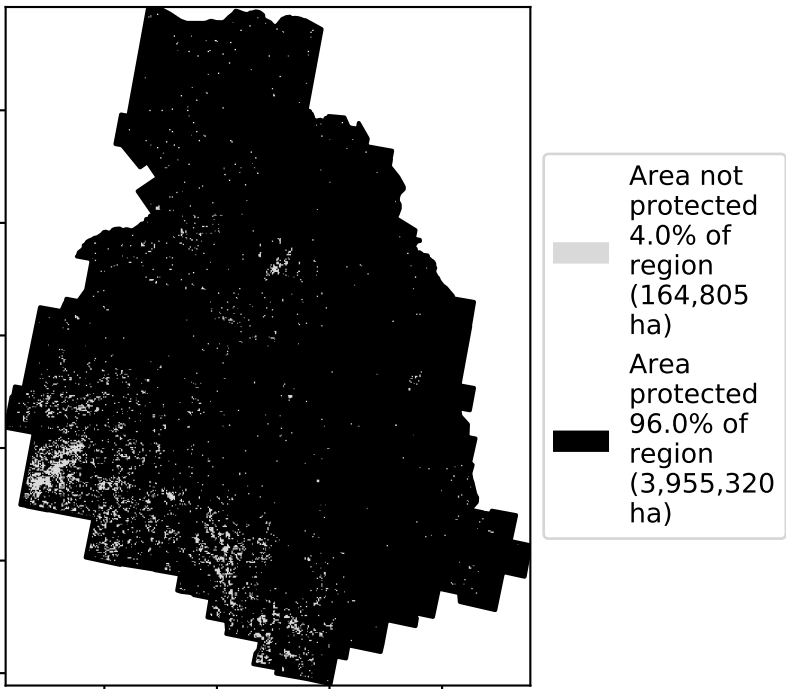 Area not
protected
4.0% of
region
(164,805
ha)
Area
protected
96.0% of
region
(3,955,320
ha)